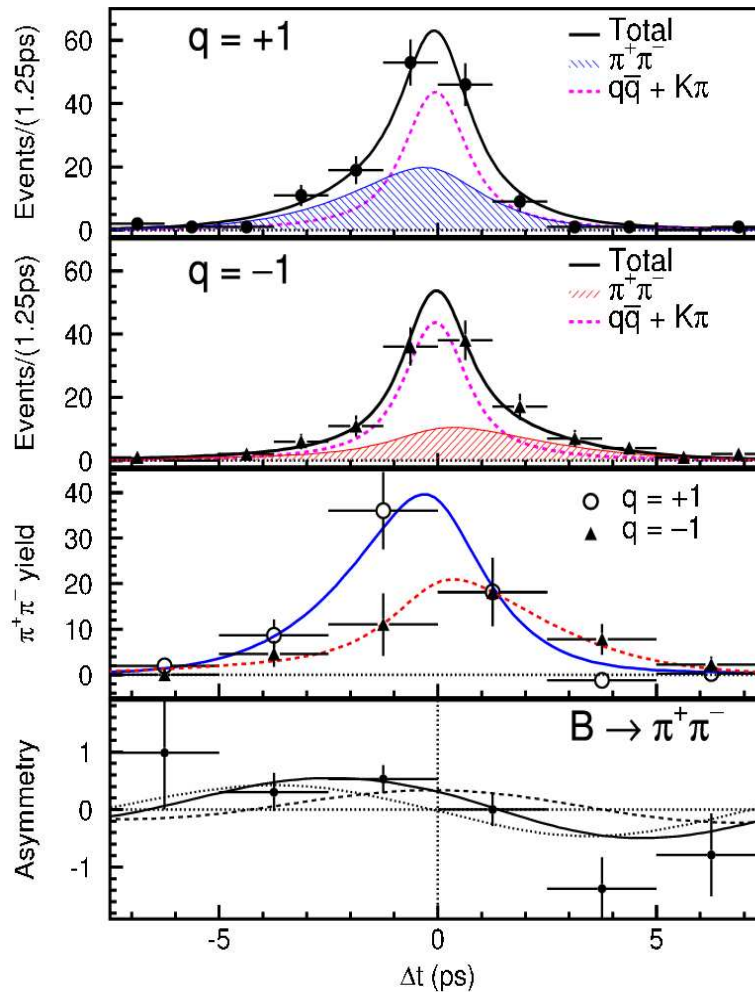 q = +1
Total
π⁺π⁻
qq̅ + Kπ
Events/(1.25ps)
60
40
20
0
q = −1
Total
π⁺π⁻
qq̅ + Kπ
Events/(1.25ps)
60
40
20
0
q = +1
q = −1
π⁺π⁻ yield
40
30
20
10
0
B → π⁺π⁻
Asymmetry
1
0
-1
-5
0
5
Δt (ps)